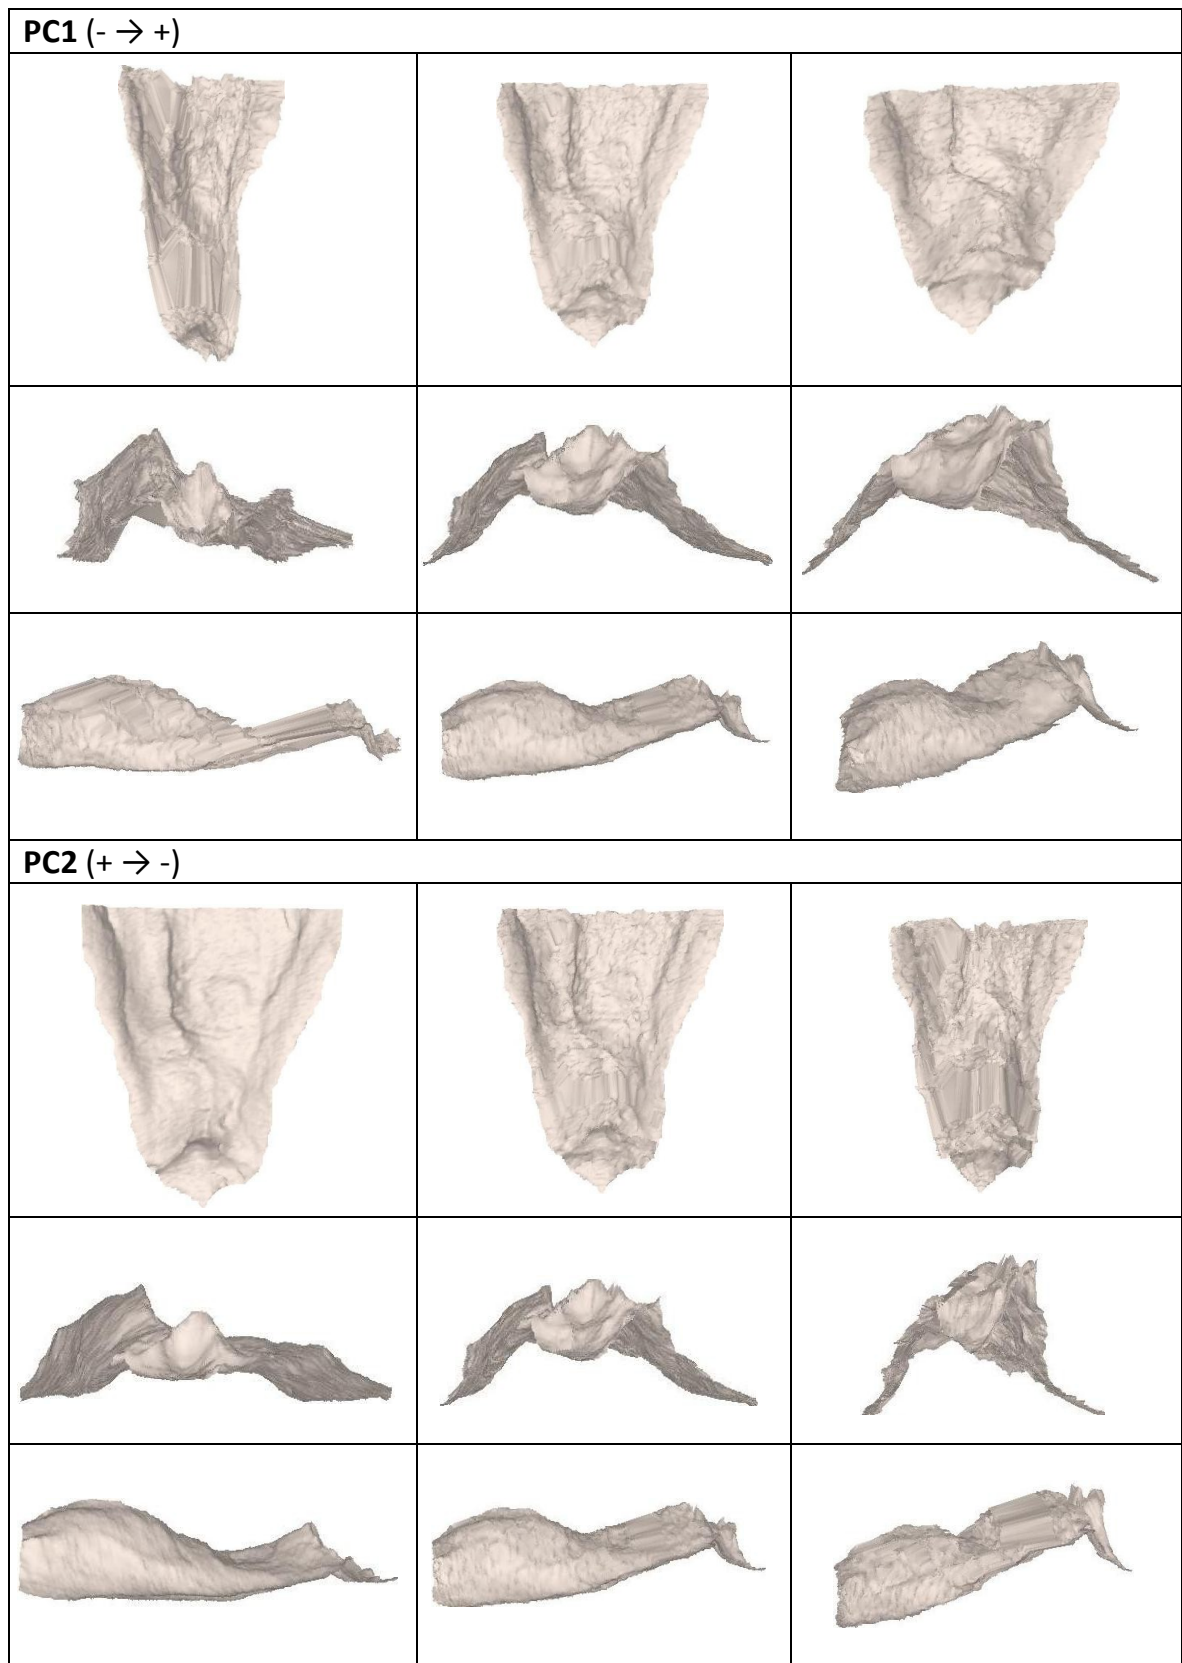 PC1 (- → +)
PC2 (+ → -)